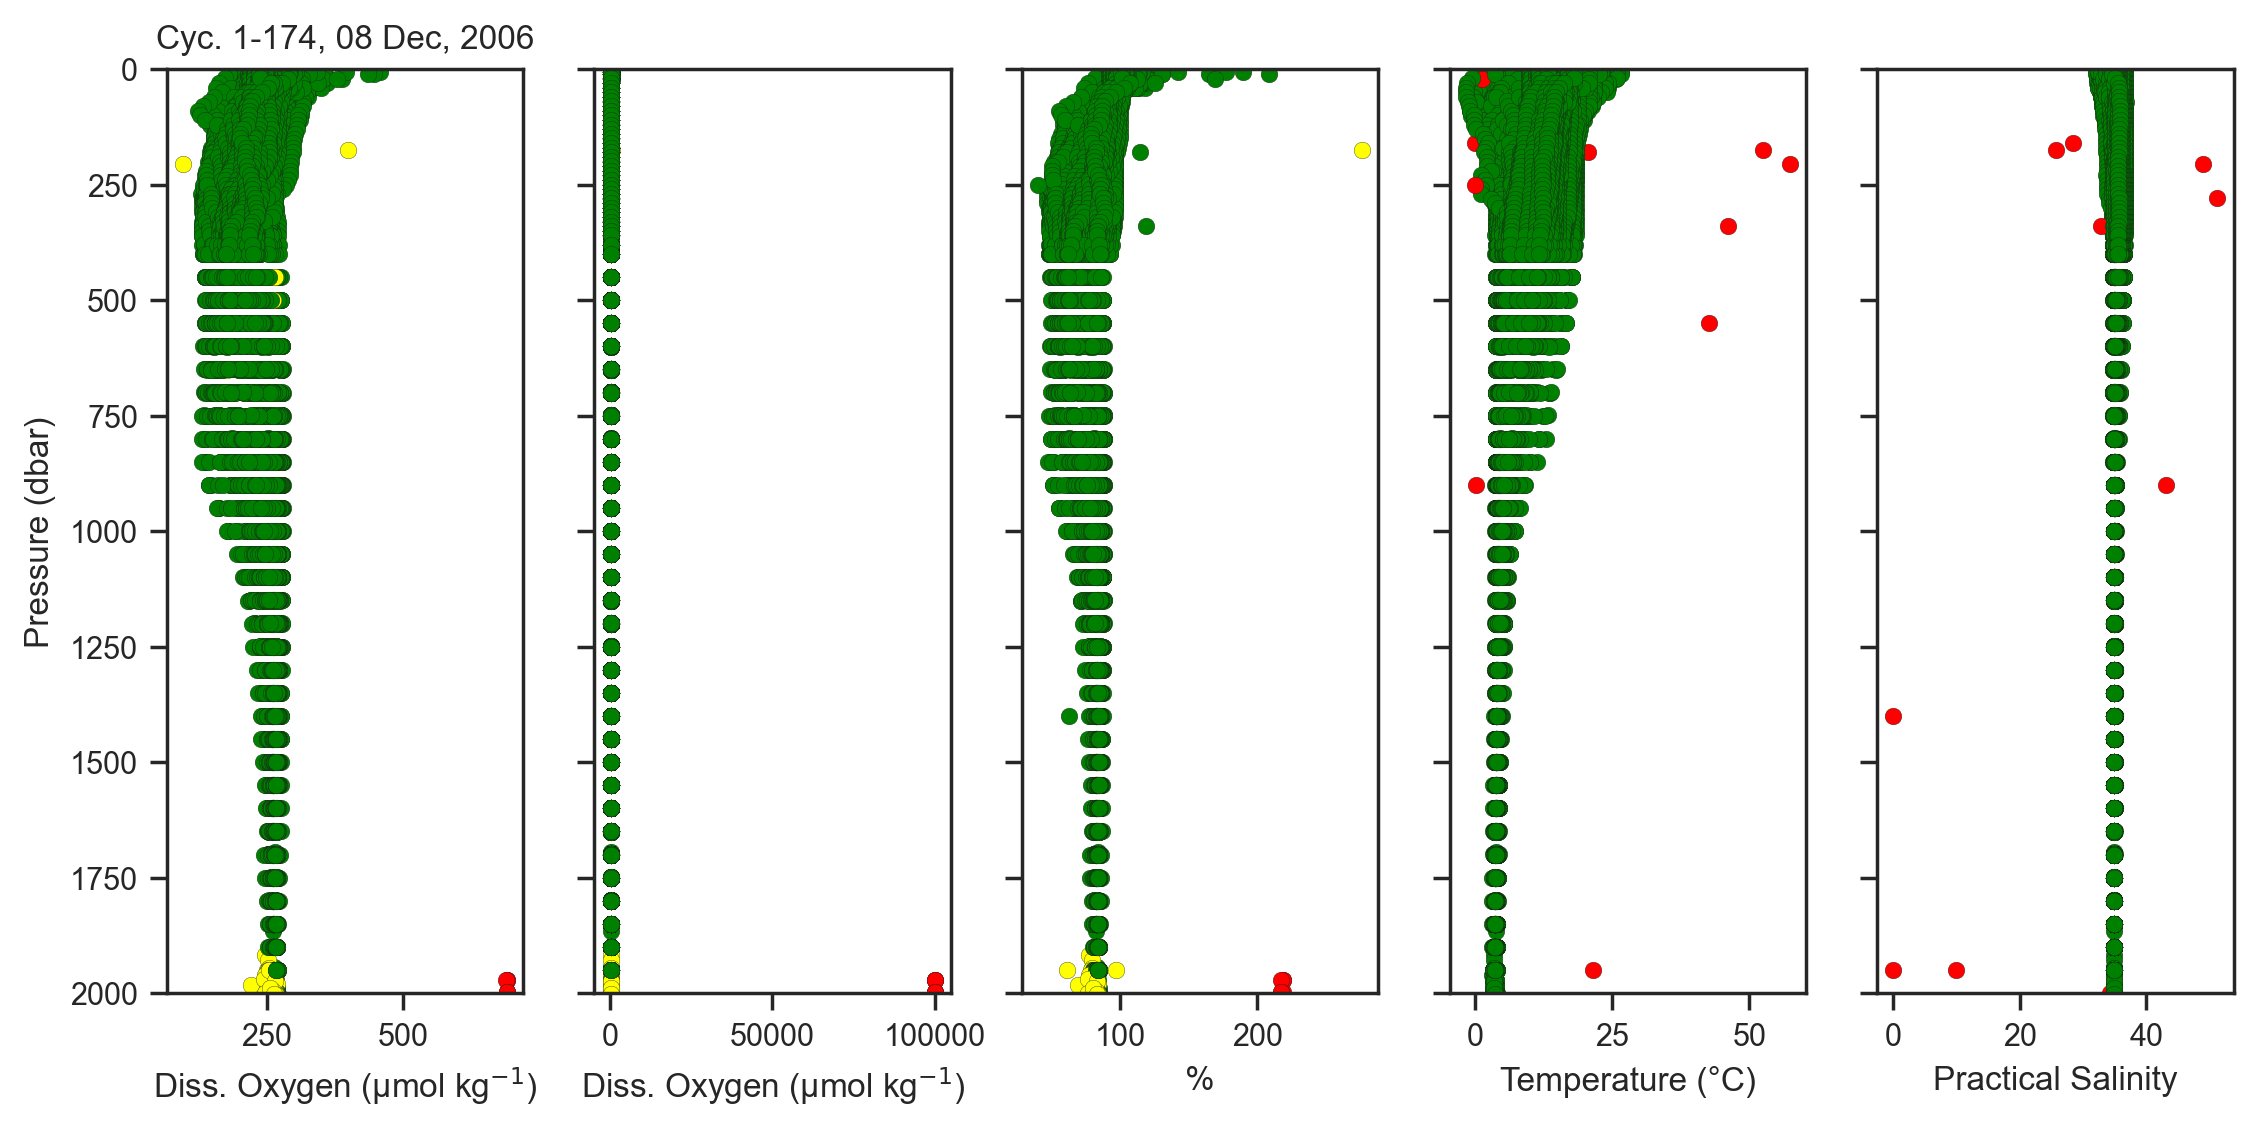 Cyc. 1-174, 08 Dec, 2006
Pressure (dbar)
0
250
500
750
1000
1250
1500
1750
2000
250 500
Diss. Oxygen (μmol kg⁻¹)
0 50000 100000
Diss. Oxygen (μmol kg⁻¹)
100 200
%
0 25 50
Temperature (°C)
0 20 40
Practical Salinity